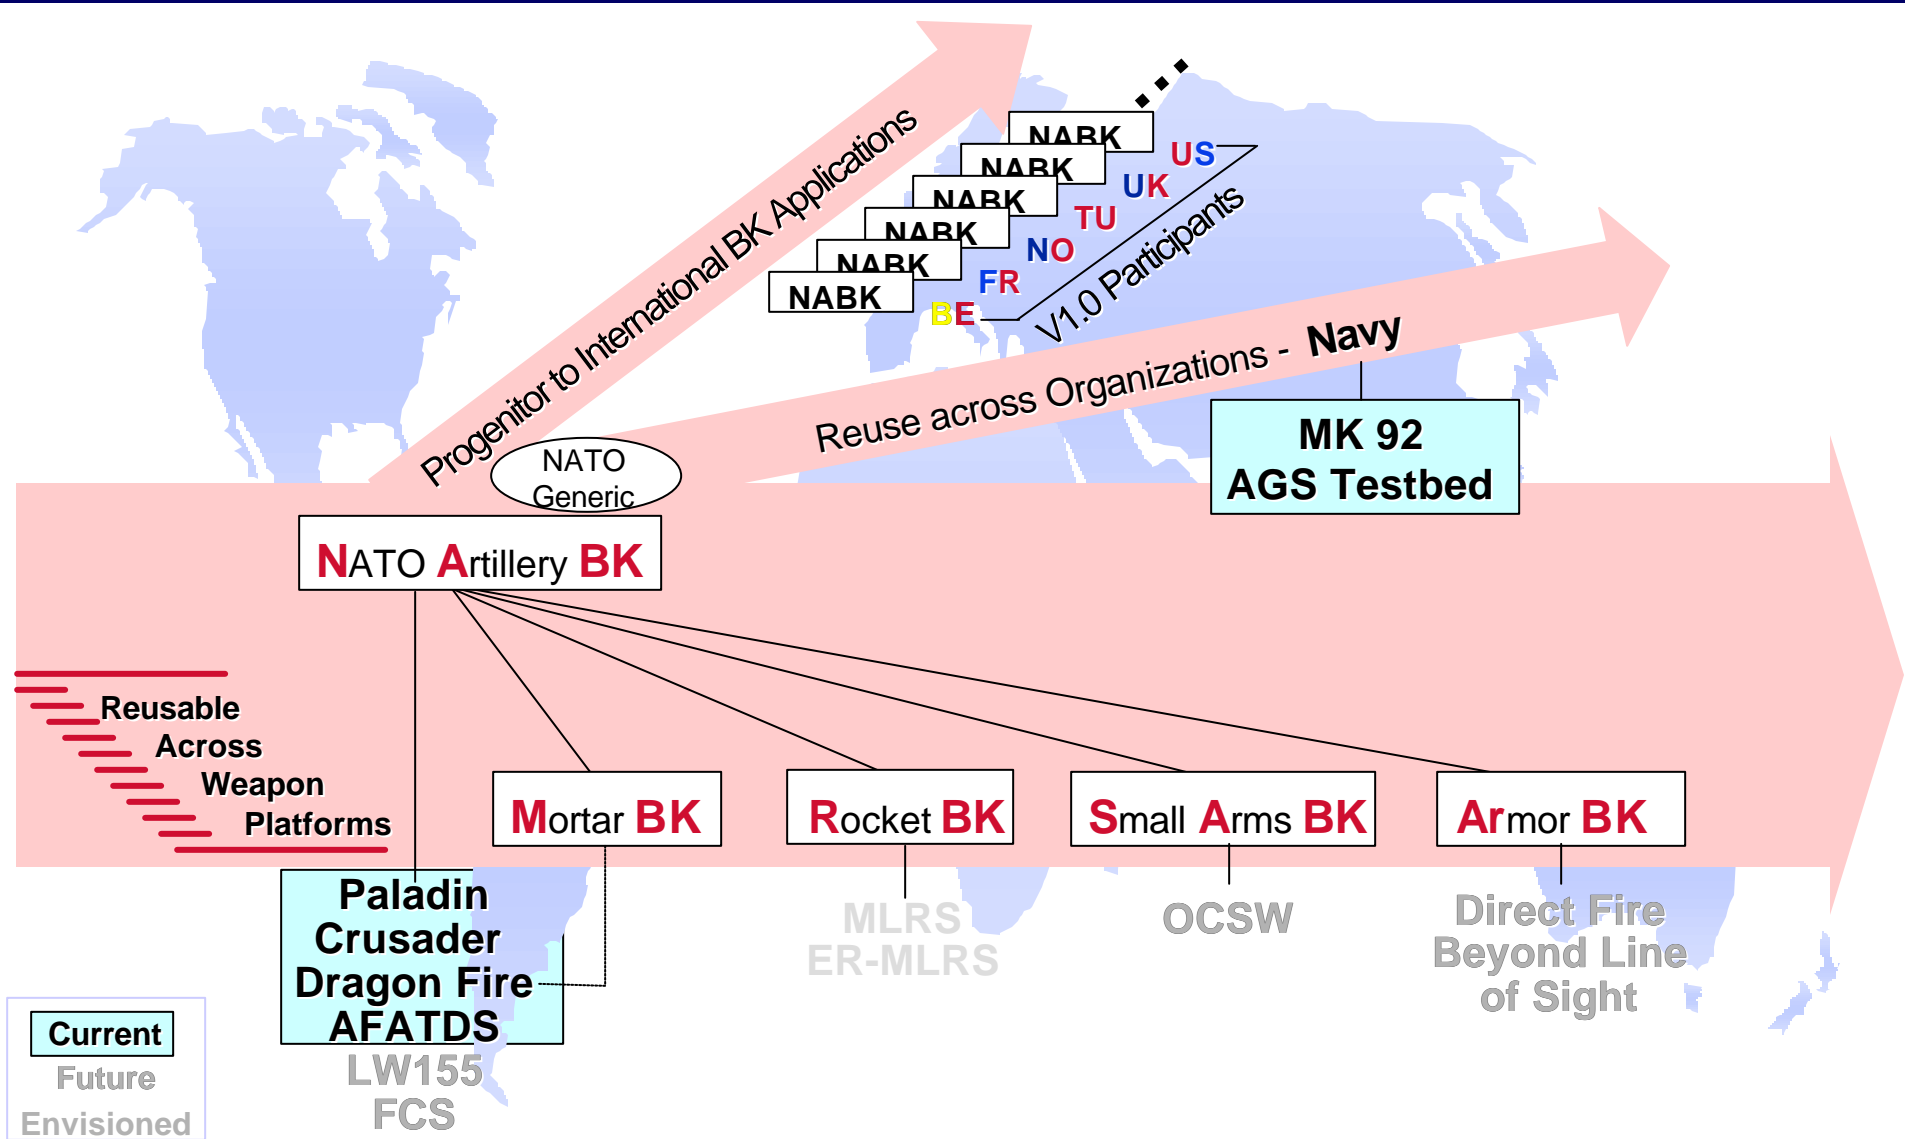 Progenitor to International BK Applications
NABK
US
NABK
UK
NABK
TU
NABK
NO
NABK
FR
NABK
BE
V1.0 Participants
Reuse across Organizations - Navy
MK 92
AGS Testbed
NATO
Generic
NATO Artillery BK
Reusable
Across
Weapon
Platforms
Mortar BK
Rocket BK
Small Arms BK
Armor BK
Paladin
Crusader
Dragon Fire
AFATDS
LW155
FCS
MLRS
ER-MLRS
OCSW
Direct Fire
Beyond Line
of Sight
Current
Future
Envisioned